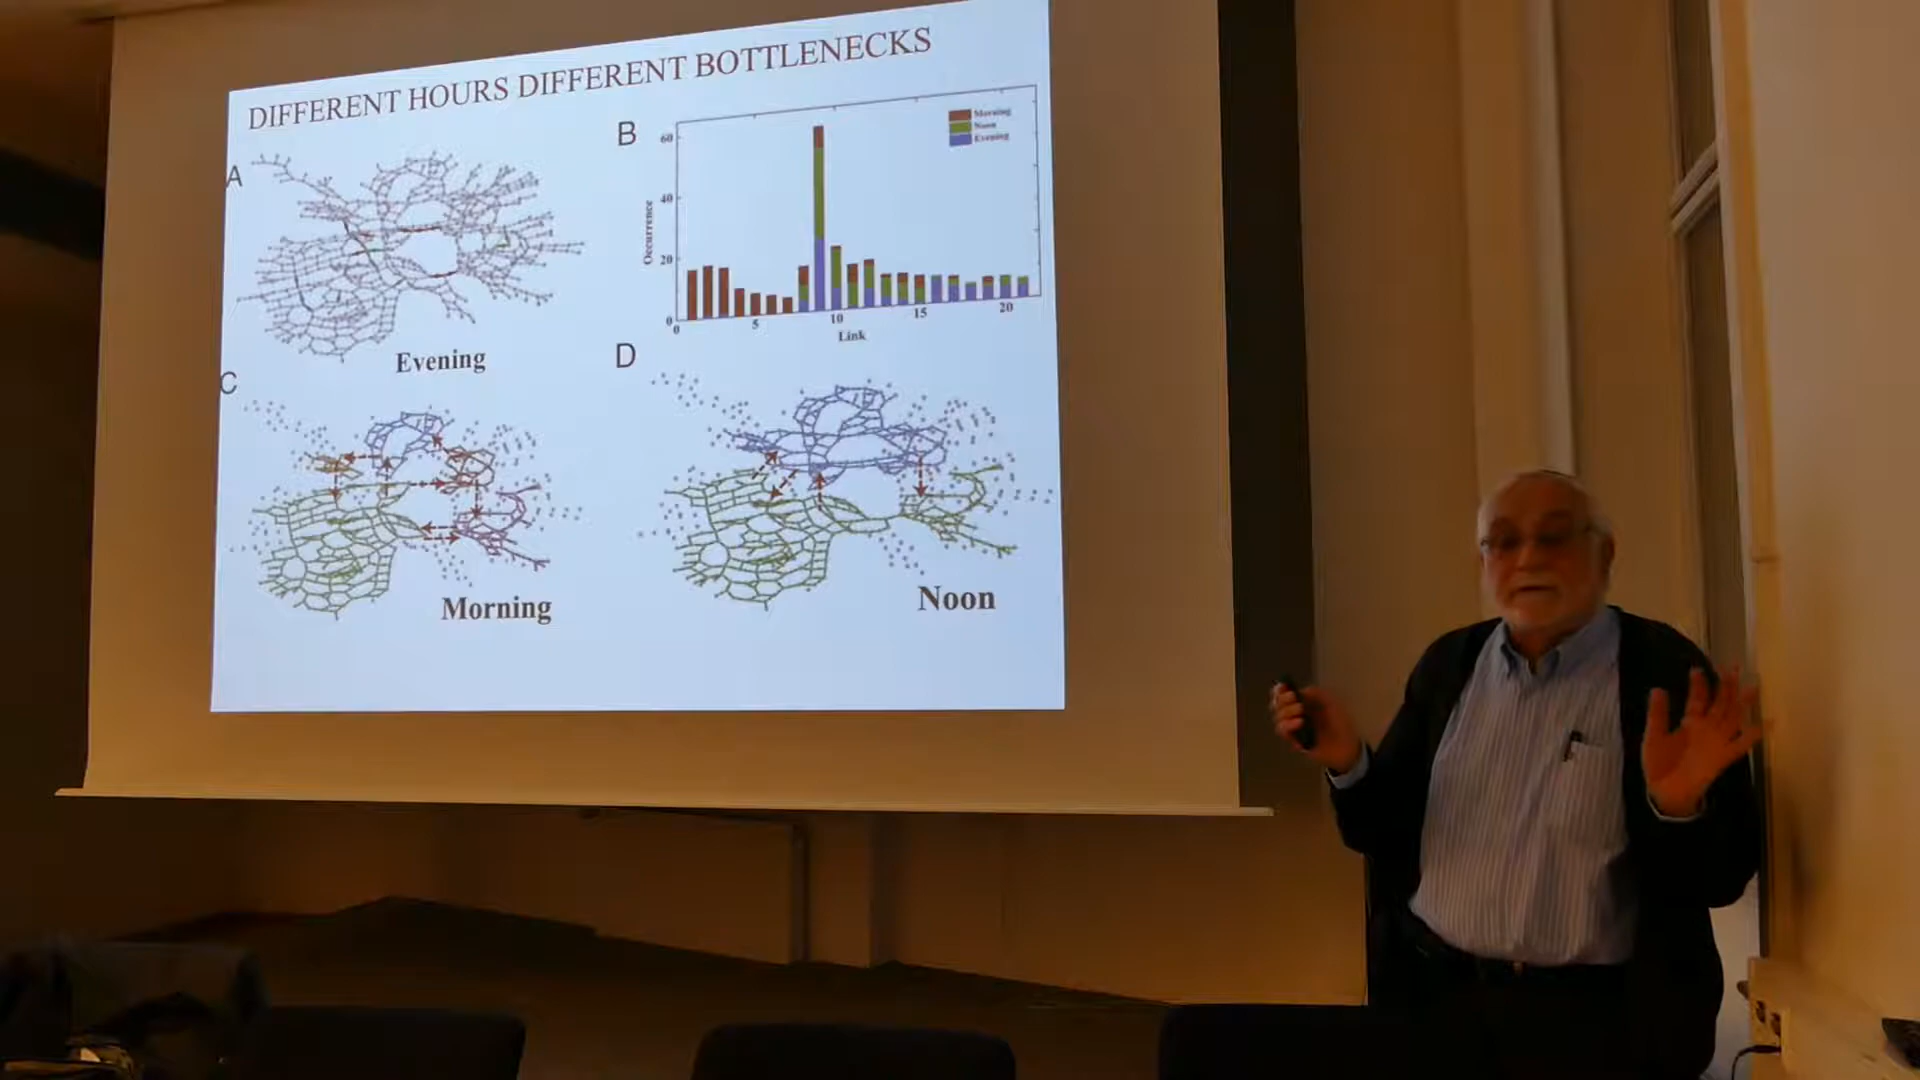 DIFFERENT HOURS DIFFERENT BOTTLENECKS
A
B
Morning
Noon
Evening
60
40
20
0
Occurrence
0
5
10
15
20
Link
Evening
C
D
Morning
Noon